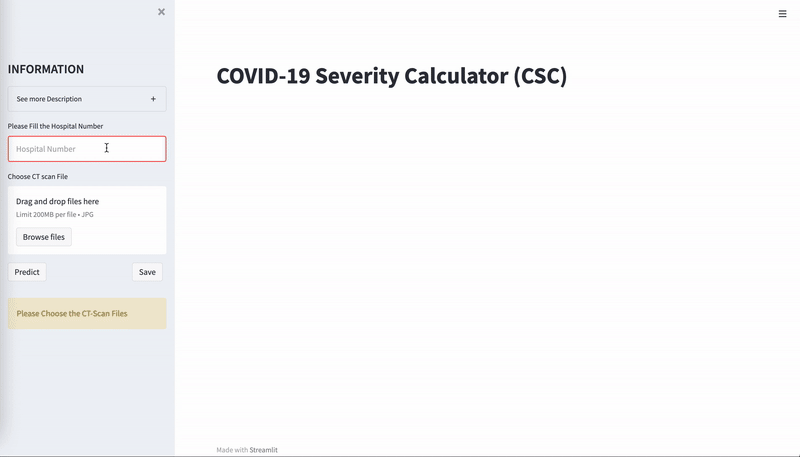 INFORMATION
See more Description
Please Fill the Hospital Number
Hospital Number
Choose CT scan File
Drag and drop files here
Limit 200MB per file • JPG
Browse files
Predict
Save
Please Choose the CT-Scan Files
COVID-19 Severity Calculator (CSC)
Made with Streamlit